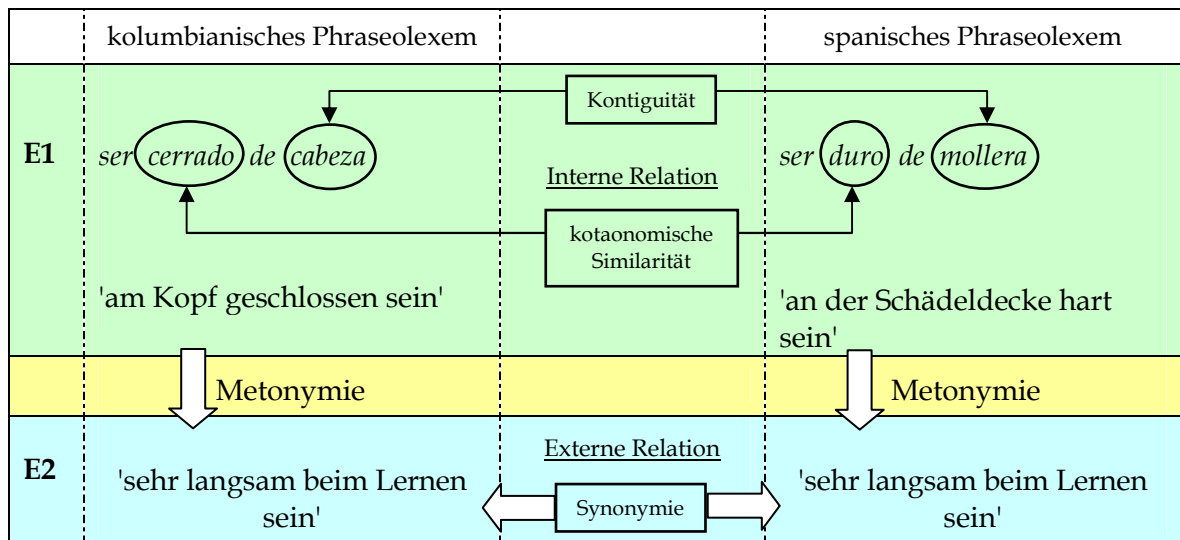 kolumbianisches Phraseolexem
spanisches Phraseolexem
Kontiguität
E1
ser cerrado de cabeza
ser duro de mollera
Interne Relation
kotaonomische
Similarität
'am Kopf geschlossen sein'
'an der Schädeldecke hart
sein'
Metonymie
Metonymie
Externe Relation
E2
'sehr langsam beim Lernen
sein'
Synonymie
'sehr langsam beim Lernen
sein'